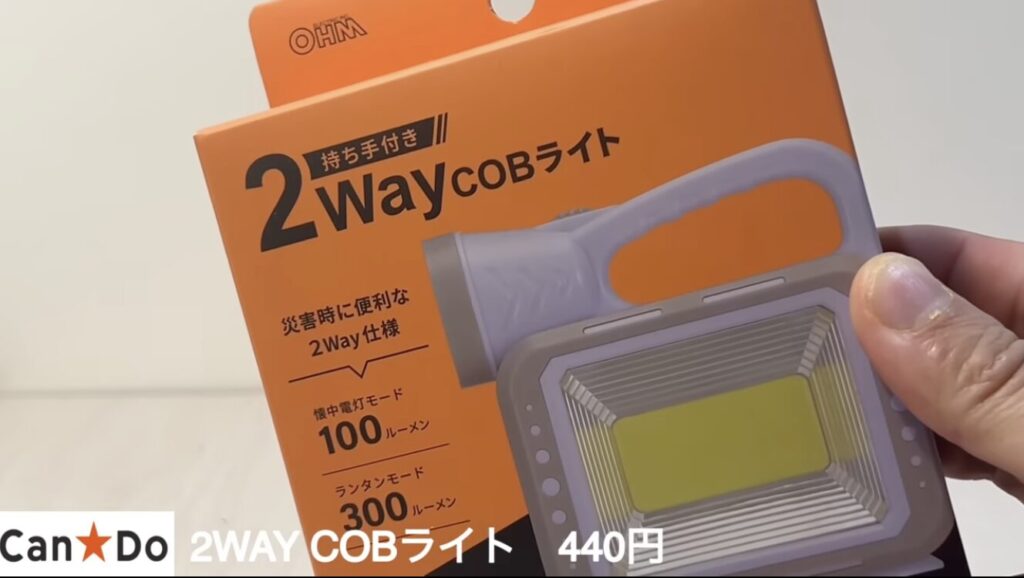 OHM
持ち手付き
2WayCOBライト
災害時に便利な
2Way仕様
懐中電灯モード
100ルーメン
ランタンモード
300ルーメン
Can★Do 2WAY COBライト 440円